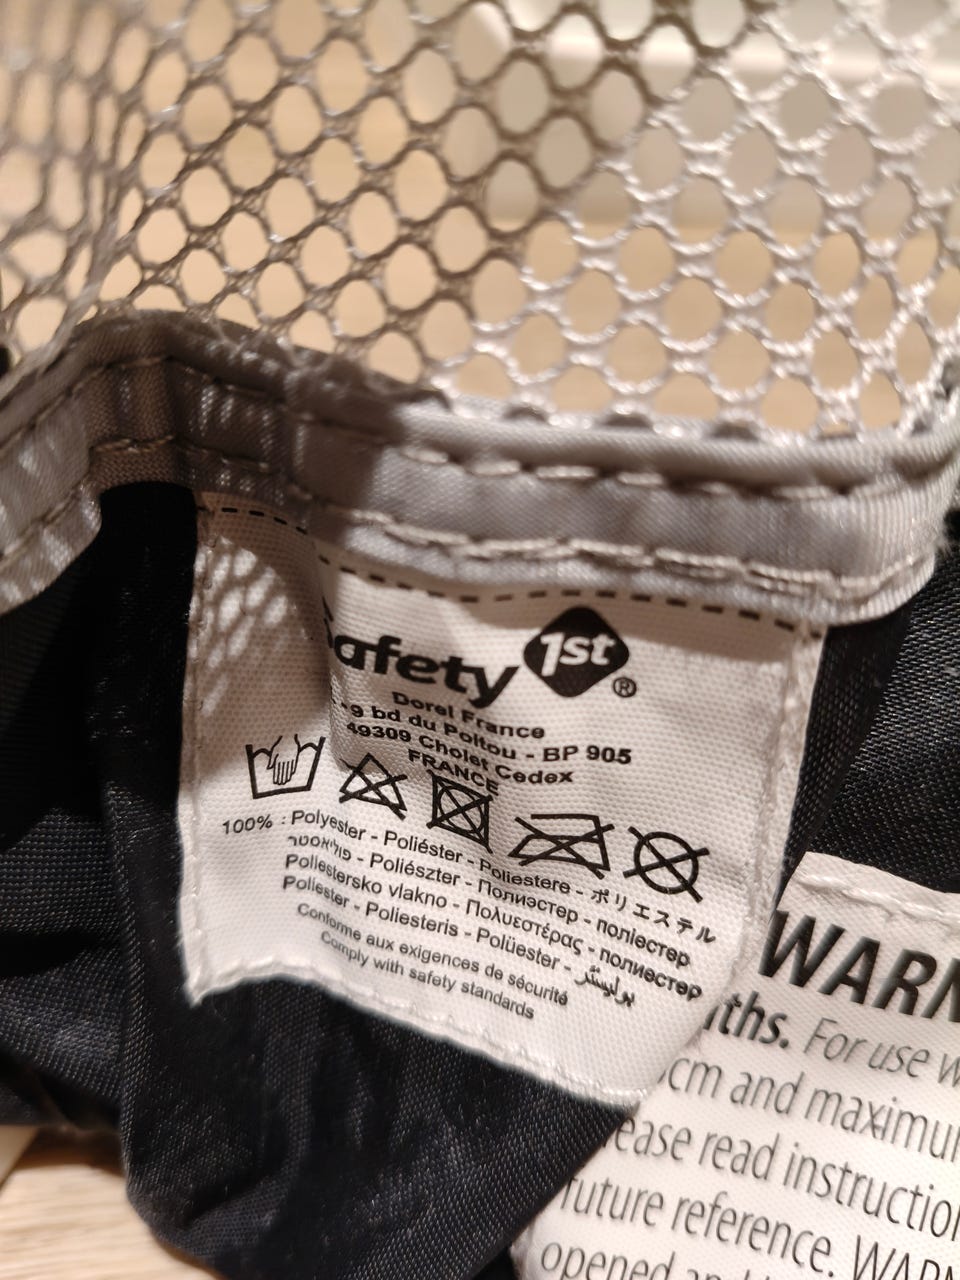 Safety 1st®
Dorel France
-9 bd du Poitou - BP 905
49309 Cholet Cedex
FRANCE
100% : Polyester - Poliéster - Poliestere - ポリエステル
פוליאסטר - Poliészter - Полиэстер - поліестер
Poliestersko vlakno - Πολυεστέρας - полиестер
Poliester - Poliesteris - Polüester - بوليستر
Conforme aux exigences de sécurité
Comply with safety standards
WARN
ths. For use w
cm and maximu
ease read instruction
future reference. WARN
opened and